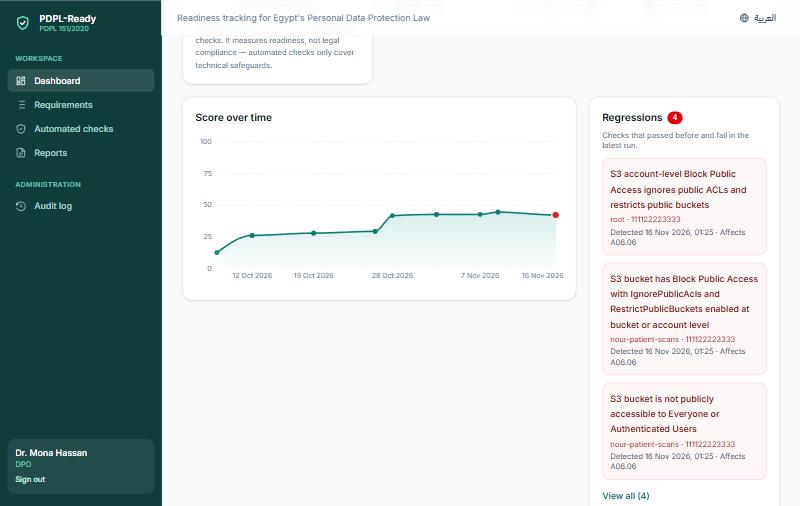 PDPL-Ready
PDPL 151/2020
WORKSPACE
Dashboard
Requirements
Automated checks
Reports
ADMINISTRATION
Audit log
Dr. Mona Hassan
DPO
Sign out
Readiness tracking for Egypt's Personal Data Protection Law
العربية
checks. It measures readiness, not legal
compliance — automated checks only cover
technical safeguards.
Score over time
100
75
50
25
0
12 Oct 2026
19 Oct 2026
28 Oct 2026
7 Nov 2026
16 Nov 2026
Regressions 4
Checks that passed before and fail in the
latest run.
S3 account-level Block Public
Access ignores public ACLs and
restricts public buckets
root · 111122223333
Detected 16 Nov 2026, 01:25 · Affects
A06.06
S3 bucket has Block Public Access
with IgnorePublicAcls and
RestrictPublicBuckets enabled at
bucket or account level
nour-patient-scans · 111122223333
Detected 16 Nov 2026, 01:25 · Affects
A06.06
S3 bucket is not publicly
accessible to Everyone or
Authenticated Users
nour-patient-scans · 111122223333
Detected 16 Nov 2026, 01:25 · Affects
A06.06
View all (4)